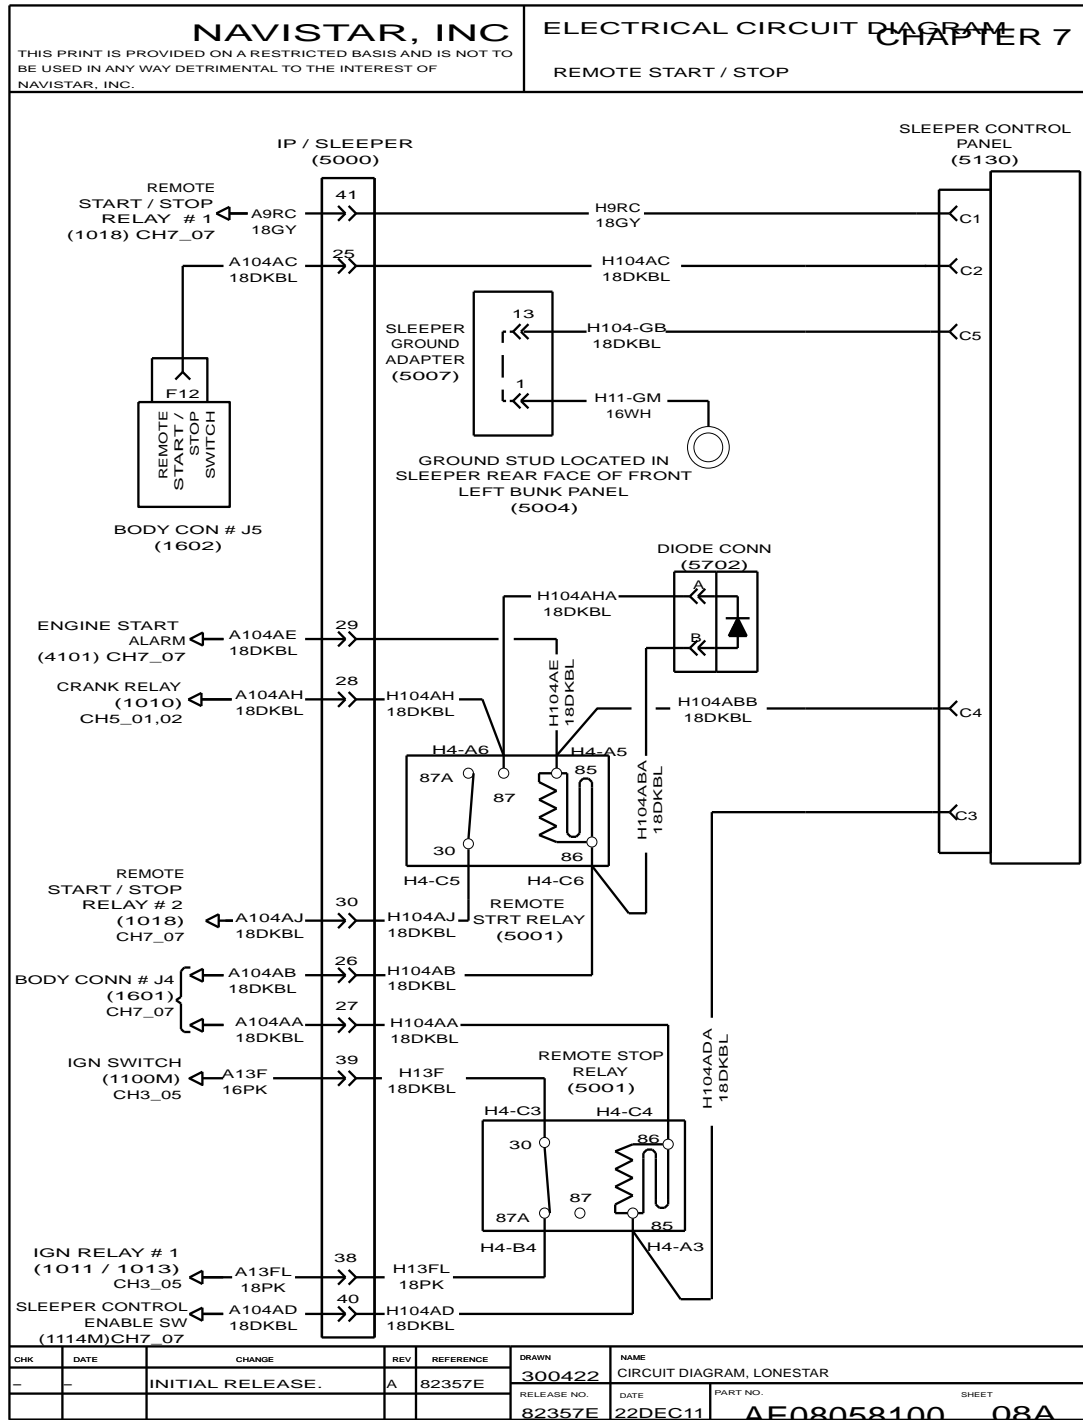 NAVISTAR, INC
THIS PRINT IS PROVIDED ON A RESTRICTED BASIS AND IS NOT TO
BE USED IN ANY WAY DETRIMENTAL TO THE INTEREST OF
NAVISTAR, INC.
ELECTRICAL CIRCUIT DIAGRAM
CHAPTER 7
REMOTE START / STOP
IP / SLEEPER
(5000)
SLEEPER CONTROL
PANEL
(5130)
REMOTE
START / STOP
RELAY # 1
(1018) CH7_07
A9RC
18GY
41
H9RC
18GY
C1
A104AC
18DKBL
25
H104AC
18DKBL
C2
SLEEPER
GROUND
ADAPTER
(5007)
13
H104-GB
18DKBL
C5
1
H11-GM
16WH
F12
REMOTE
START /
STOP
SWITCH
BODY CON # J5
(1602)
GROUND STUD LOCATED IN
SLEEPER REAR FACE OF FRONT
LEFT BUNK PANEL
(5004)
DIODE CONN
(5702)
A
B
H104AHA
18DKBL
ENGINE START
ALARM
(4101) CH7_07
A104AE
18DKBL
29
H104AE
18DKBL
CRANK RELAY
(1010)
CH5_01,02
A104AH
18DKBL
28
H104AH
18DKBL
H104ABB
18DKBL
C4
H4-A6
H4-A5
87A
87
85
30
86
H4-C5
H4-C6
H104ABA
18DKBL
C3
REMOTE
STRT RELAY
(5001)
REMOTE
START / STOP
RELAY # 2
(1018)
CH7_07
A104AJ
18DKBL
30
H104AJ
18DKBL
BODY CONN # J4
(1601)
CH7_07
A104AB
18DKBL
26
H104AB
18DKBL
A104AA
18DKBL
27
H104AA
18DKBL
IGN SWITCH
(1100M)
CH3_05
A13F
16PK
39
H13F
18DKBL
REMOTE STOP
RELAY
(5001)
H104ADA
18DKBL
H4-C3
H4-C4
30
86
87A
87
85
H4-B4
H4-A3
IGN RELAY # 1
(1011 / 1013)
CH3_05
A13FL
18PK
38
H13FL
18PK
SLEEPER CONTROL
ENABLE SW
(1114M)CH7_07
A104AD
18DKBL
40
H104AD
18DKBL
CHK DATE CHANGE REV REFERENCE
– – INITIAL RELEASE. A 82357E
DRAWN
300422
NAME
CIRCUIT DIAGRAM, LONESTAR
RELEASE NO.
82357E
DATE
22DEC11
PART NO.
AE08058100
SHEET
08A